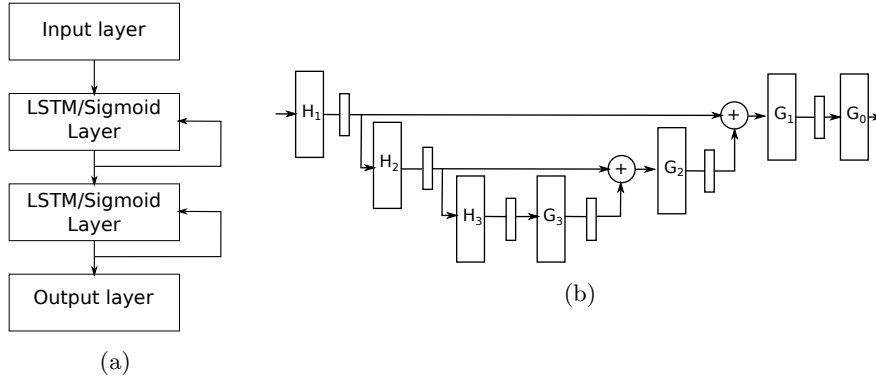 Input layer
LSTM/Sigmoid
Layer
LSTM/Sigmoid
Layer
Output layer
(a)
H₁
H₂
H₃
G₃
+
G₂
+
G₁
G₀
(b)